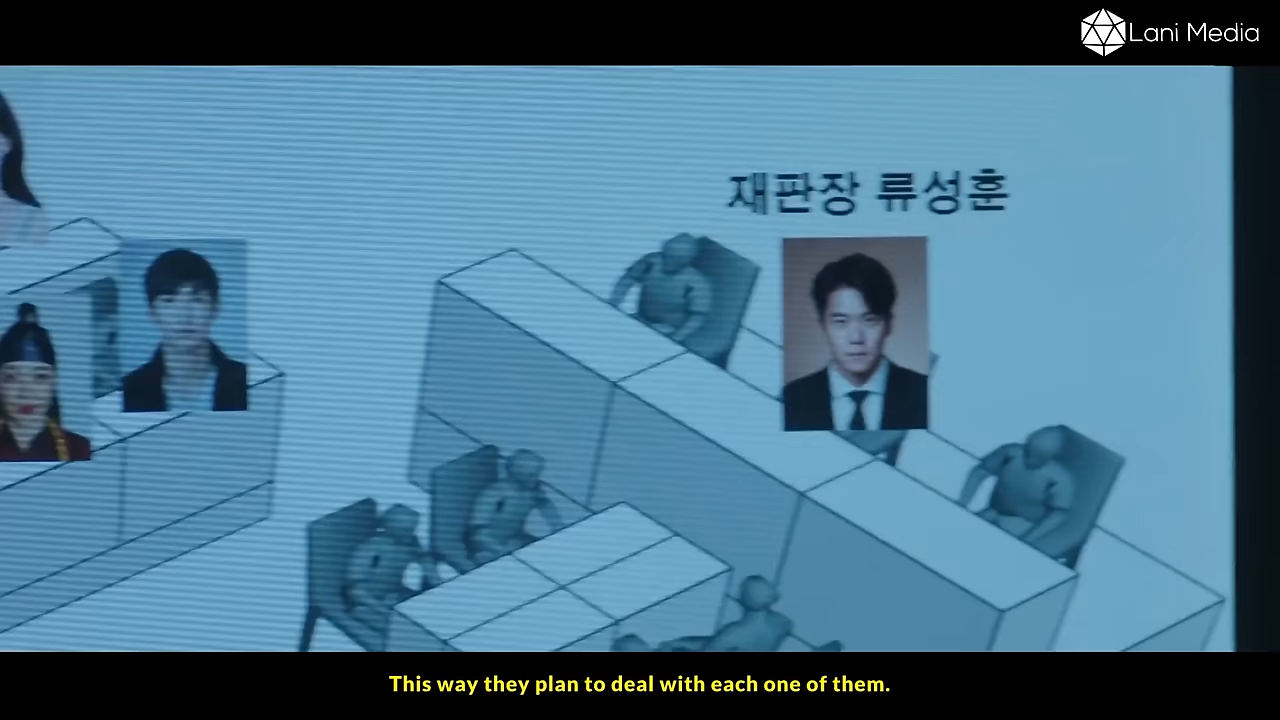 Lani Media
재판장 류성훈
This way they plan to deal with each one of them.